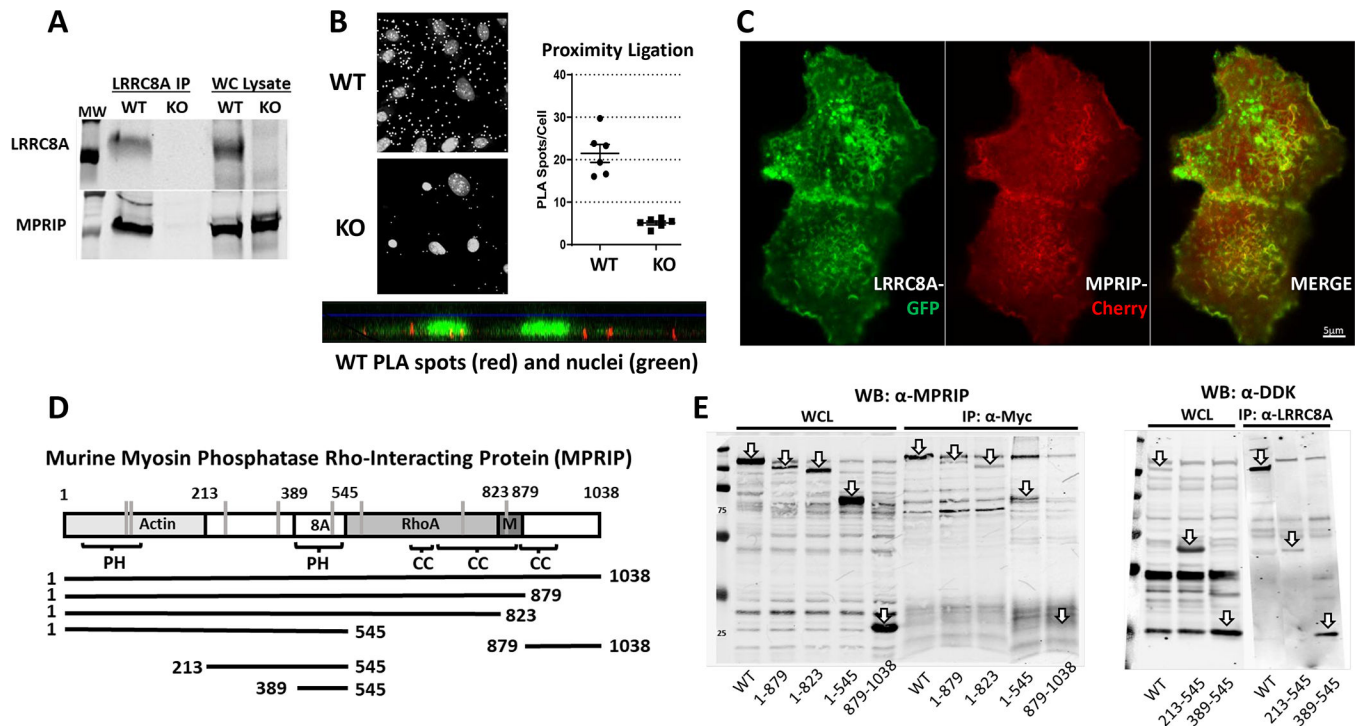 A
LRRC8A IP WC Lysate
MW WT KO WT KO
LRRC8A
MPRIP
B
WT
KO
Proximity Ligation
PLA Spots/Cell
40
30
20
10
0
WT KO
WT PLA spots (red) and nuclei (green)
C
LRRC8A-
GFP
MPRIP-
Cherry
MERGE
5μm
D
Murine Myosin Phosphatase Rho-Interacting Protein (MPRIP)
1 213 389 545 823 879 1038
Actin 8A RhoA M
PH PH CC CC CC
1 1038
1 879
1 823
1 545
879 1038
213 545
389 545
E
WB: α-MPRIP
WCL IP: α-Myc
75
25
WT 1-879 1-823 1-545 879-1038 WT 1-879 1-823 1-545 879-1038
WB: α-DDK
WCL IP: α-LRRC8A
WT 213-545 389-545 WT 213-545 389-545